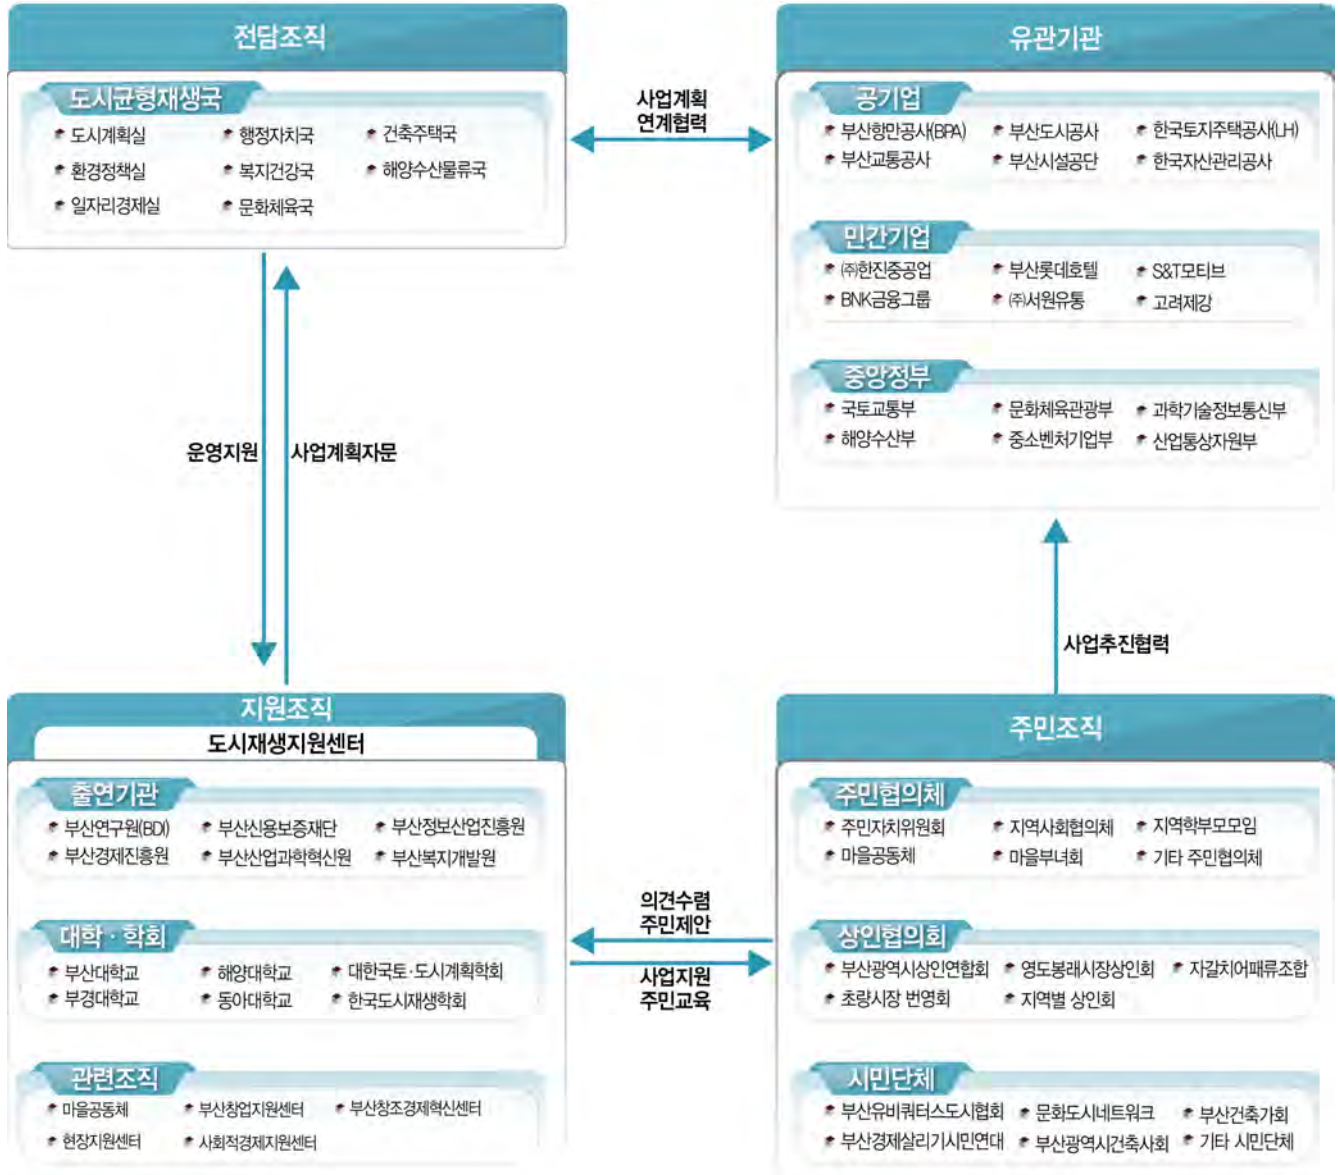 전담조직
도시균형재생국
도시계획실 행정자치국 건축주택국
환경정책실 복지건강국 해양수산물류국
일자리경제실 문화체육국
사업계획
연계협력
유관기관
공기업
부산항만공사(BPA) 부산도시공사 한국토지주택공사(LH)
부산교통공사 부산시설공단 한국자산관리공사
민간기업
㈜한진중공업 부산롯데호텔 S&T모티브
BNK금융그룹 ㈜서원유통 고려제강
중앙정부
국토교통부 문화체육관광부 과학기술정보통신부
해양수산부 중소벤처기업부 산업통상자원부
운영지원 사업계획자문
사업추진협력
지원조직
도시재생지원센터
출연기관
부산연구원(BDI) 부산신용보증재단 부산정보산업진흥원
부산경제진흥원 부산산업과학혁신원 부산복지개발원
대학·학회
부산대학교 해양대학교 대한국토·도시계획학회
부경대학교 동아대학교 한국도시재생학회
관련조직
마을공동체 부산창업지원센터 부산창조경제혁신센터
현장지원센터 사회적경제지원센터
의견수렴
주민제안
사업지원
주민교육
주민조직
주민협의체
주민자치위원회 지역사회협의체 지역학부모모임
마을공동체 마을부녀회 기타 주민협의체
상인협의회
부산광역시상인연합회 영도봉래시장상인회 자갈치어패류조합
초량시장 번영회 지역별 상인회
시민단체
부산유비쿼터스도시협회 문화도시네트워크 부산건축가회
부산경제살리기시민연대 부산광역시건축사회 기타 시민단체